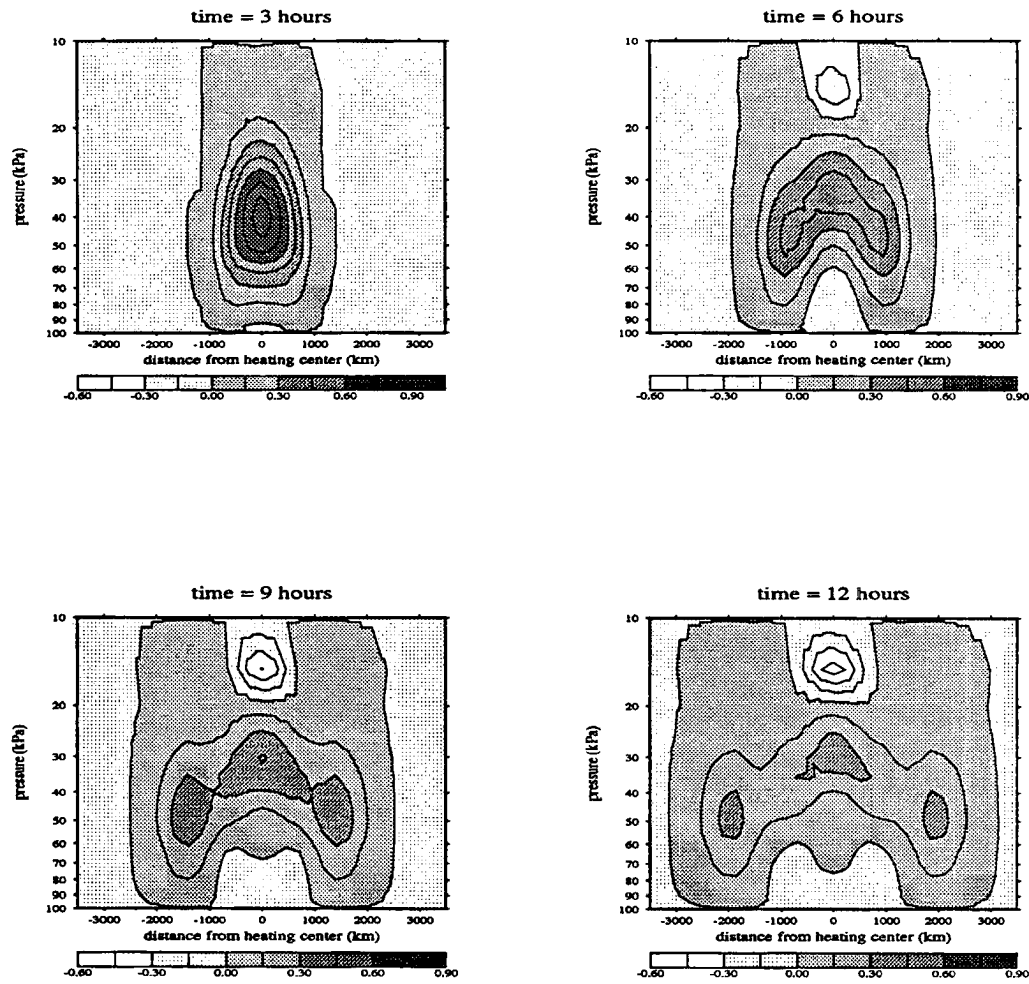 time = 3 hours
10
20
30
40
50
60
70
80
90
100
pressure (kPa)
-3000 -2000 -1000 0 1000 2000 3000
distance from heating center (km)
-0.60 -0.30 0.00 0.30 0.60 0.90
time = 6 hours
10
20
30
40
50
60
70
80
90
100
pressure (kPa)
-3000 -2000 -1000 0 1000 2000 3000
distance from heating center (km)
-0.60 -0.30 0.00 0.30 0.60 0.90
time = 9 hours
10
20
30
40
50
60
70
80
90
100
pressure (kPa)
-3000 -2000 -1000 0 1000 2000 3000
distance from heating center (km)
-0.60 -0.30 0.00 0.30 0.60 0.90
time = 12 hours
10
20
30
40
50
60
70
80
90
100
pressure (kPa)
-3000 -2000 -1000 0 1000 2000 3000
distance from heating center (km)
-0.60 -0.30 0.00 0.30 0.60 0.90